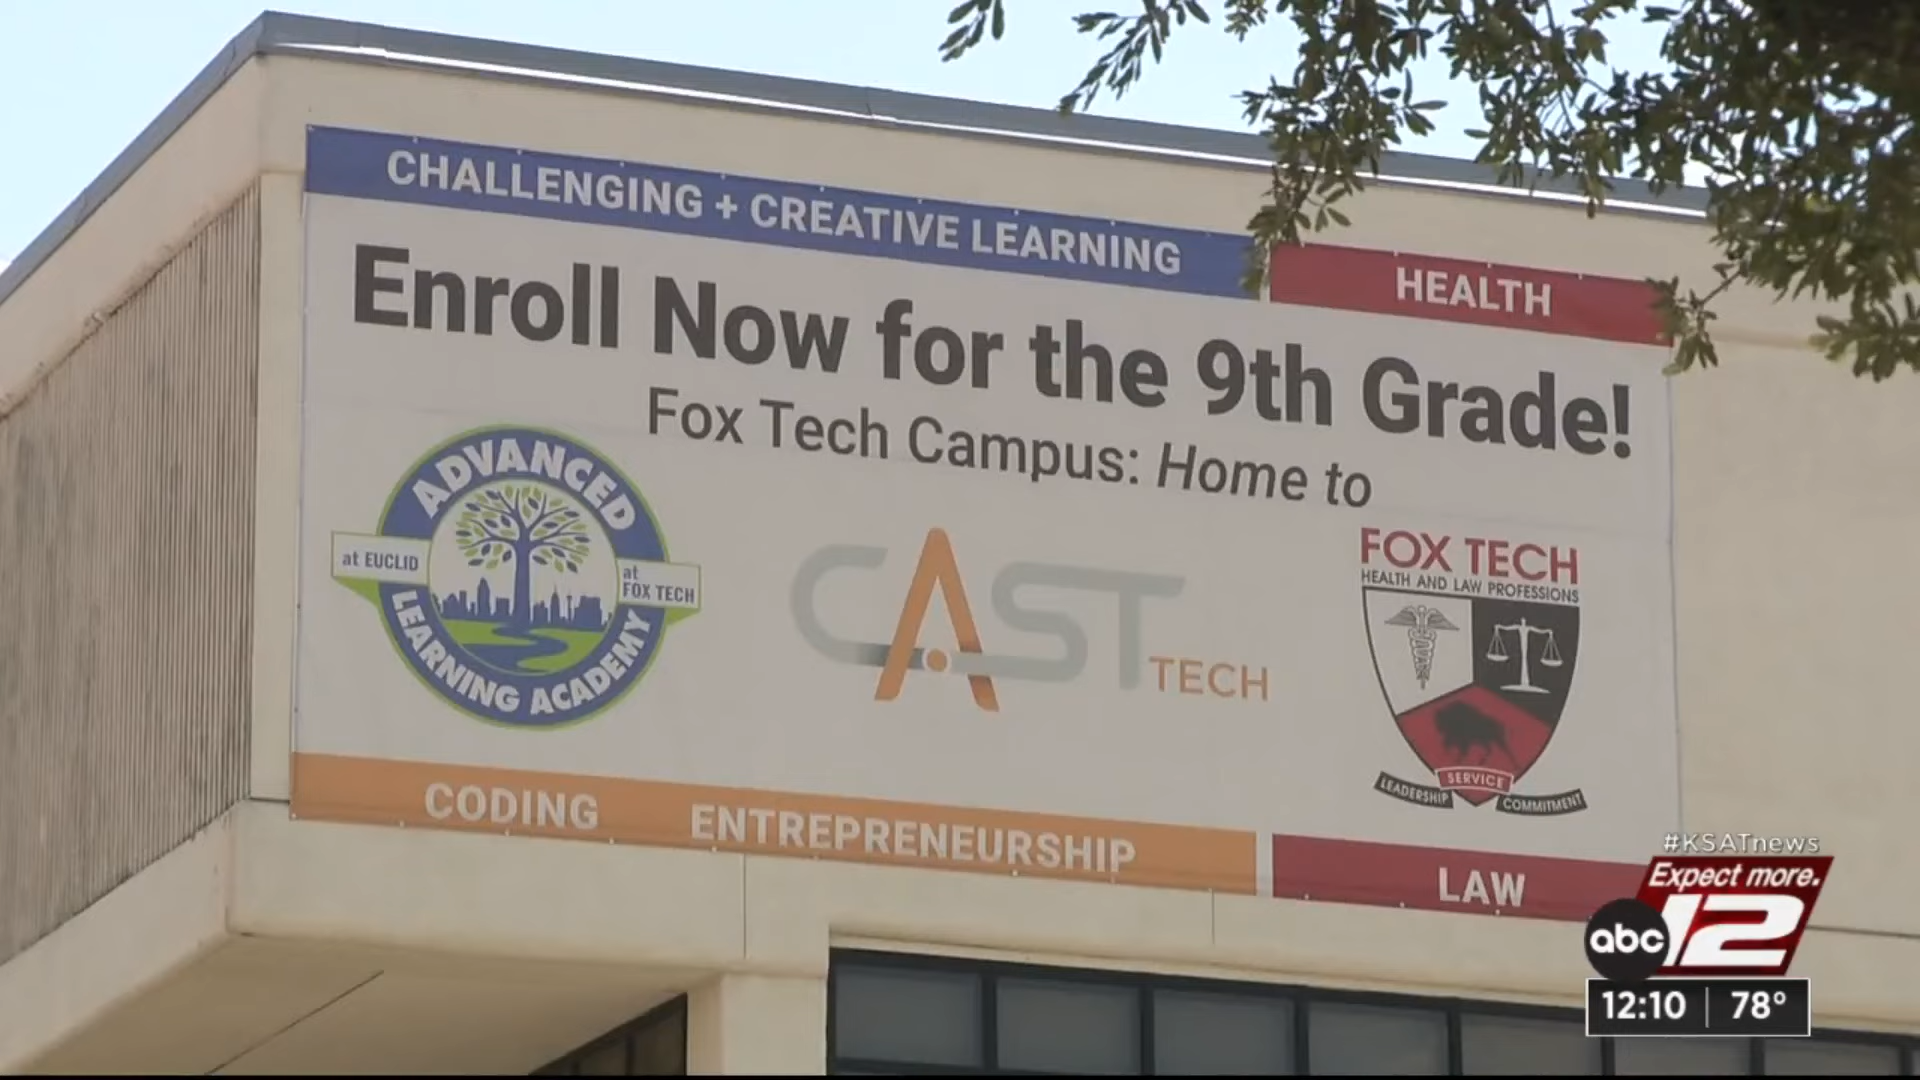 CHALLENGING + CREATIVE LEARNING
HEALTH
Enroll Now for the 9th Grade!
Fox Tech Campus: Home to
ADVANCED
at EUCLID
at
FOX TECH
LEARNING ACADEMY
CAST
TECH
FOX TECH
HEALTH AND LAW PROFESSIONS
LEADERSHIP
SERVICE
COMMITMENT
CODING
ENTREPRENEURSHIP
LAW
#KSATnews
Expect more.
abc 12
12:10 78°